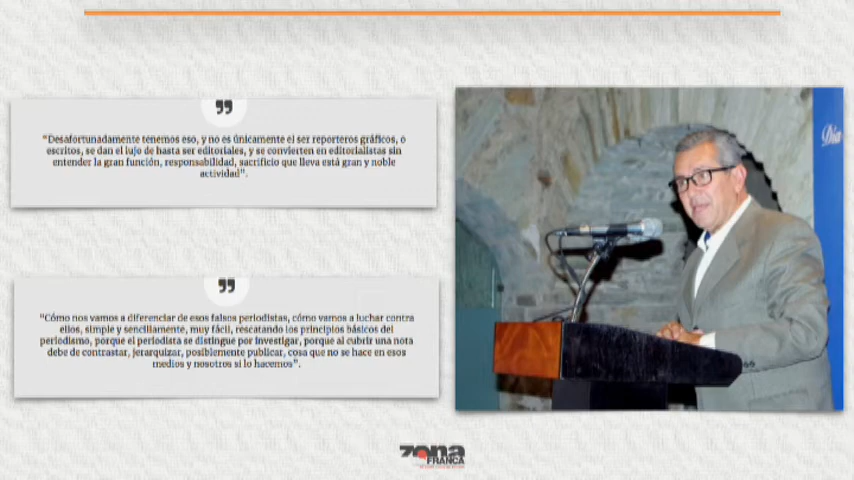 "Desafortunadamente tenemos eso, y no es únicamente el ser reporteros gráficos, o
escritos, se dan el lujo de hasta ser editoriales, y se convierten en editorialistas sin
entender la gran función, responsabilidad, sacrificio que lleva está gran y noble
actividad".
"Cómo nos vamos a diferenciar de esos falsos periodistas, cómo vamos a luchar contra
ellos, simple y sencillamente, muy fácil, rescatando los principios básicos del
periodismo, porque el periodista se distingue por investigar, porque al cubrir una nota
debe de contrastar, jerarquizar, posiblemente publicar, cosa que no se hace en esos
medios y nosotros si lo hacemos".
Día
zona
FRANCA